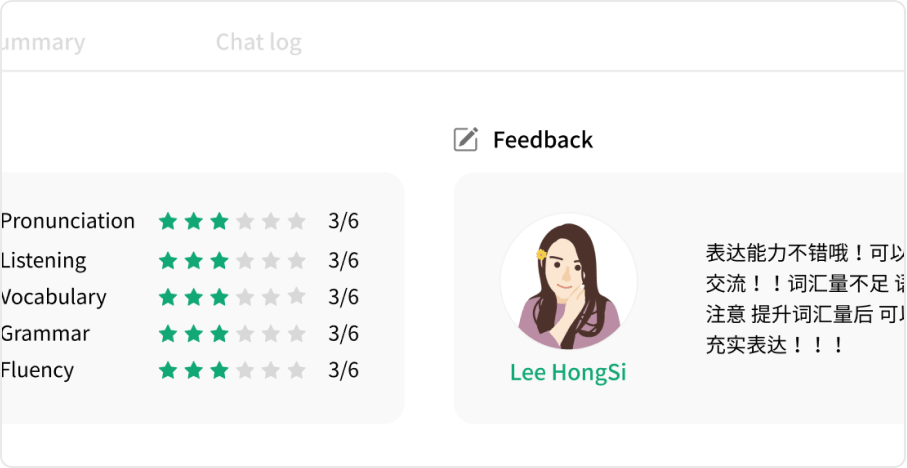 ummary
Chat log
Feedback
Pronunciation 3/6
Listening 3/6
Vocabulary 3/6
Grammar 3/6
Fluency 3/6
表达能力不错哦！可以
交流！！词汇量不足
注意 提升词汇量后 可以
充实表达！！！
Lee HongSi